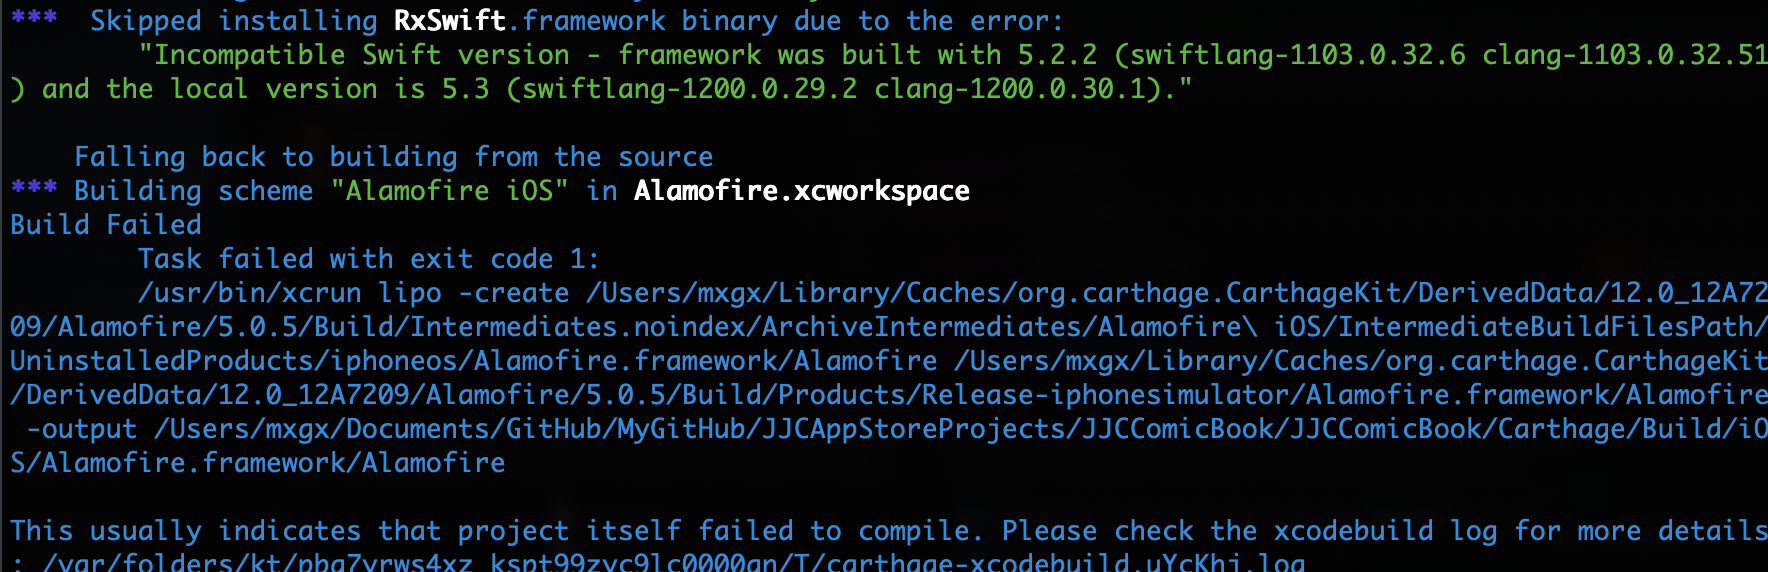 *** Skipped installing RxSwift.framework binary due to the error:
"Incompatible Swift version - framework was built with 5.2.2 (swiftlang-1103.0.32.6 clang-1103.0.32.51
) and the local version is 5.3 (swiftlang-1200.0.29.2 clang-1200.0.30.1)."
Falling back to building from the source
*** Building scheme "Alamofire iOS" in Alamofire.xcworkspace
Build Failed
Task failed with exit code 1:
/usr/bin/xcrun lipo -create /Users/mxgx/Library/Caches/org.carthage.CarthageKit/DerivedData/12.0_12A72
09/Alamofire/5.0.5/Build/Intermediates.noindex/ArchiveIntermediates/Alamofire\ iOS/IntermediateBuildFilesPath/
UninstalledProducts/iphoneos/Alamofire.framework/Alamofire /Users/mxgx/Library/Caches/org.carthage.CarthageKit
/DerivedData/12.0_12A7209/Alamofire/5.0.5/Build/Products/Release-iphonesimulator/Alamofire.framework/Alamofire
-output /Users/mxgx/Documents/GitHub/MyGitHub/JJCAppStoreProjects/JJCComicBook/JJCComicBook/Carthage/Build/iO
S/Alamofire.framework/Alamofire
This usually indicates that project itself failed to compile. Please check the xcodebuild log for more details
: /var/folders/kt/pbq7yrws4xz_kspt99zyc9lc0000gn/T/carthage-xcodebuild.uYcKhj.log